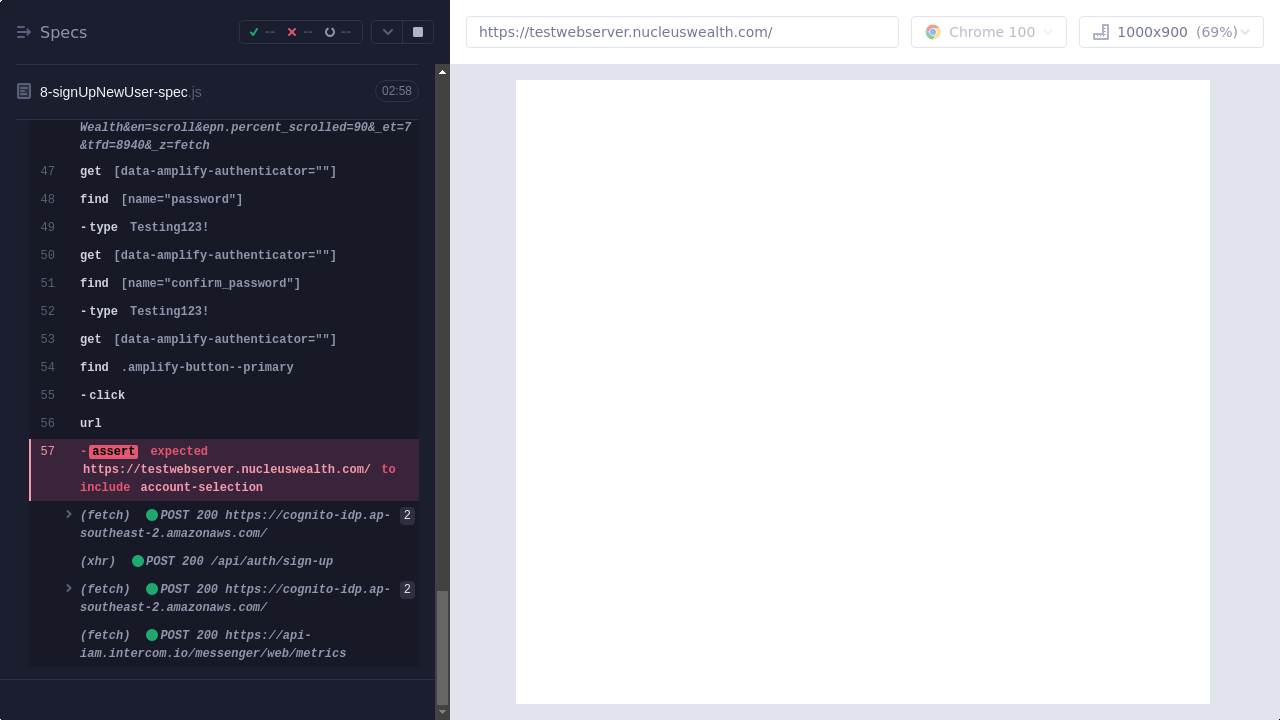 Specs
--
--
--
https://testwebserver.nucleuswealth.com/
Chrome 100
1000x900 (69%)
8-signUpNewUser-spec.js
02:58
Wealth&en=scroll&epn.percent_scrolled=90&_et=7
&tfd=8940&_z=fetch
47 get [data-amplify-authenticator=""]
48 find [name="password"]
49 -type Testing123!
50 get [data-amplify-authenticator=""]
51 find [name="confirm_password"]
52 -type Testing123!
53 get [data-amplify-authenticator=""]
54 find .amplify-button--primary
55 -click
56 url
57 -assert expected
https://testwebserver.nucleuswealth.com/ to
include account-selection
(fetch) POST 200 https://cognito-idp.ap- 2
southeast-2.amazonaws.com/
(xhr) POST 200 /api/auth/sign-up
(fetch) POST 200 https://cognito-idp.ap- 2
southeast-2.amazonaws.com/
(fetch) POST 200 https://api-
iam.intercom.io/messenger/web/metrics